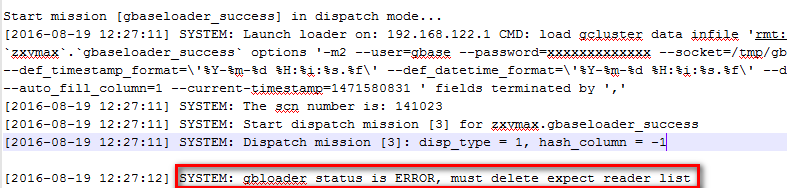 Start mission [gbaseloader_success] in dispatch mode...
[2016-08-19 12:27:11] SYSTEM: Launch loader on: 192.168.122.1 CMD: load gcluster data infile 'rmt:
`zxvmax`.`gbaseloader_success` options '-m2 --user=gbase --password=xxxxxxxxxxxxx --socket=/tmp/gb
--def_timestamp_format=\'%Y-%m-%d %H:%i:%s.%f\' --def_datetime_format=\'%Y-%m-%d %H:%i:%s.%f\' --d
--auto_fill_column=1 --current-timestamp=1471580831 ' fields terminated by ','
[2016-08-19 12:27:11] SYSTEM: The scn number is: 141023
[2016-08-19 12:27:11] SYSTEM: Start dispatch mission [3] for zxvmax.gbaseloader_success
[2016-08-19 12:27:11] SYSTEM: Dispatch mission [3]: disp_type = 1, hash_column = -1
[2016-08-19 12:27:12] SYSTEM: gbloader status is ERROR, must delete expect reader list